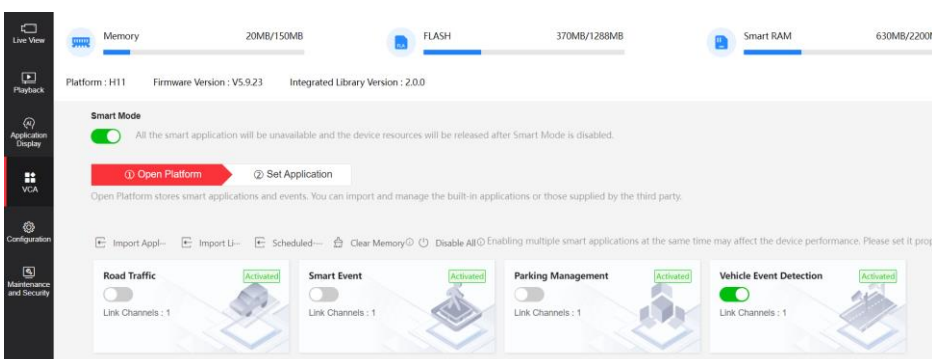 Live View
Playback
Application
Display
VCA
Configuration
Maintenance
and Security
Memory 20MB/150MB FLASH 370MB/1288MB Smart RAM 630MB/2200
Platform : H11 Firmware Version : V5.9.23 Integrated Library Version : 2.0.0
Smart Mode
All the smart application will be unavailable and the device resources will be released after Smart Mode is disabled.
① Open Platform ② Set Application
Open Platform stores smart applications and events. You can import and manage the built-in applications or those supplied by the third party.
Import Appl··· Import Li··· Scheduled··· Clear Memory Disable All Enabling multiple smart applications at the same time may affect the device performance. Please set it prop
Road Traffic Activated Smart Event Activated Parking Management Activated Vehicle Event Detection Activated
Link Channels : 1 Link Channels : 1 Link Channels : 1 Link Channels : 1